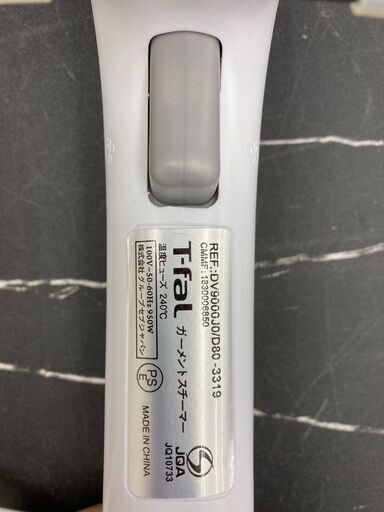 REF.:DV9000J0/D80 -3319
CMMF:1830006850
T-fal ガーメントスチーマー
温度ヒューズ 240℃
100V~50-60Hz 950W
株式会社 グループセブ ジャパン
PS
E
MADE IN CHINA
JQA
JQ10733